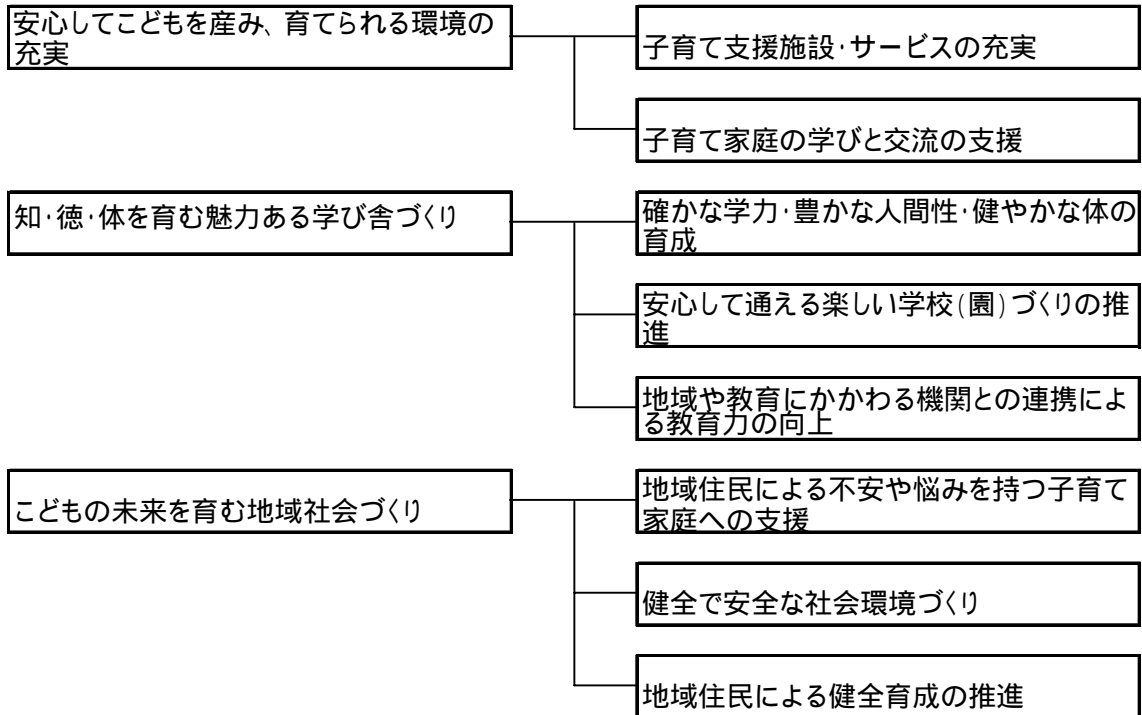 安心してこどもを産み、育てられる環境の
充実
子育て支援施設・サービスの充実
子育て家庭の学びと交流の支援
知・徳・体を育む魅力ある学び舎づくり
確かな学力・豊かな人間性・健やかな体の
育成
安心して通える楽しい学校(園)づくりの推
進
地域や教育にかかわる機関との連携によ
る教育力の向上
こどもの未来を育む地域社会づくり
地域住民による不安や悩みを持つ子育て
家庭への支援
健全で安全な社会環境づくり
地域住民による健全育成の推進